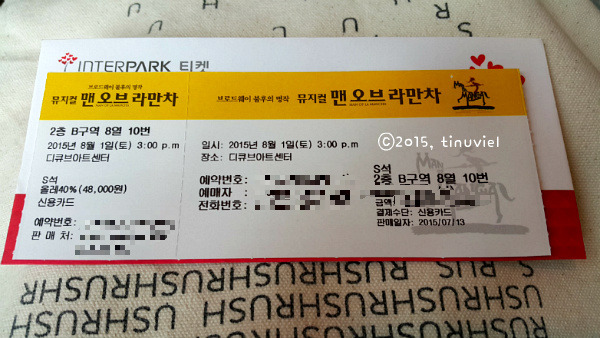 INTERPARK 티켓
브로드웨이 불후의 명작
뮤지컬 맨 오브 라만차
2층 B구역 8열 10번
2015년 8월 1일(토) 3:00 p.m
디큐브아트센터
S석
올레40% (48,000원)
신용카드
예약번호:
판 매 처:
브로드웨이 불후의 명작
뮤지컬 맨 오브 라만차
일시: 2015년 8월 1일(토) 3:00 p.m
장소: 디큐브아트센터
예약번호:
예매자 :
전화번호:
S석
2층 B구역 8열 10번
금액:
결제수단: 신용카드
판매일자: 2015/07/13
©2015, tinuviel
RUSHRUSHRUSHRUSH
USHRUSHRUSH